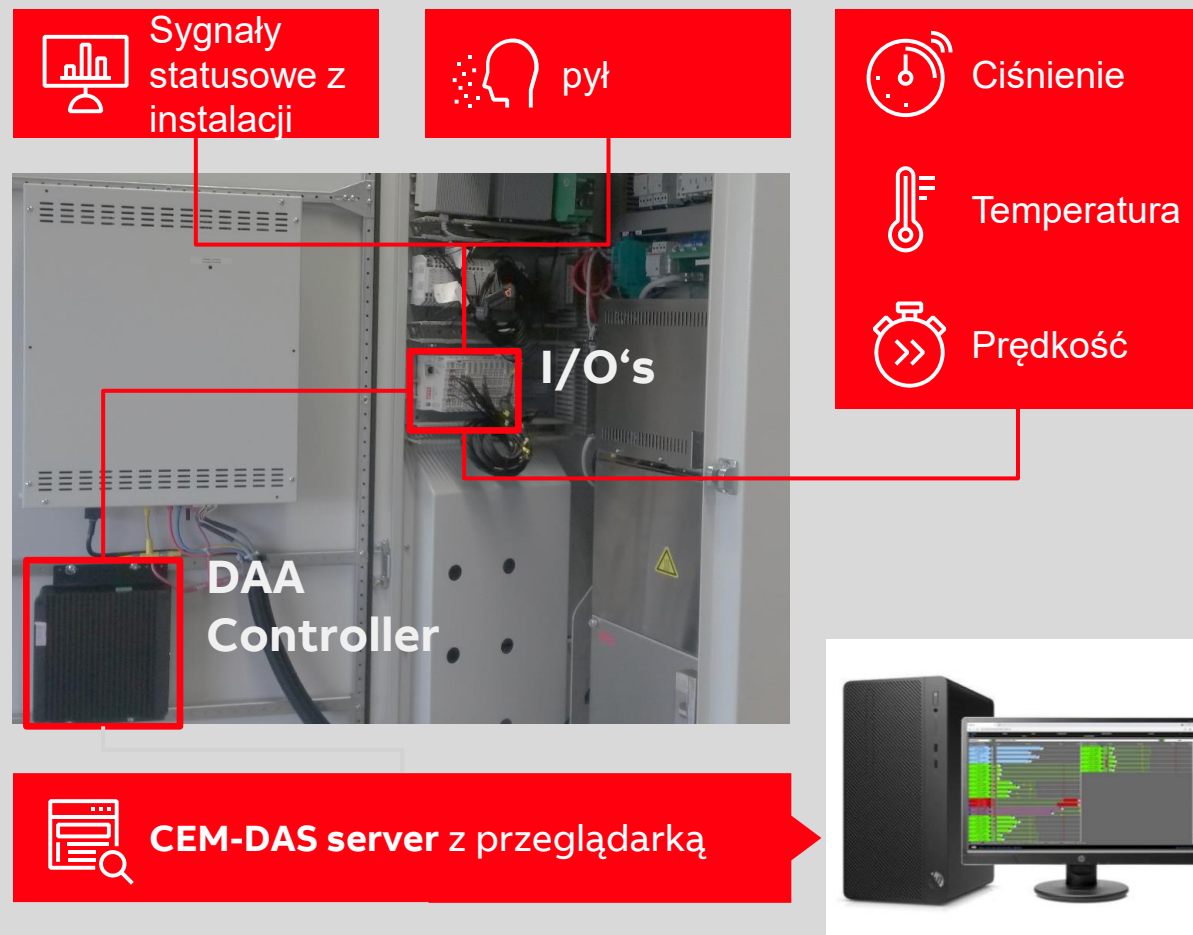 Sygnały
statusowe z
instalacji
pył
Ciśnienie
Temperatura
Prędkość
I/O‘s
DAA
Controller
CEM-DAS server z przeglądarką